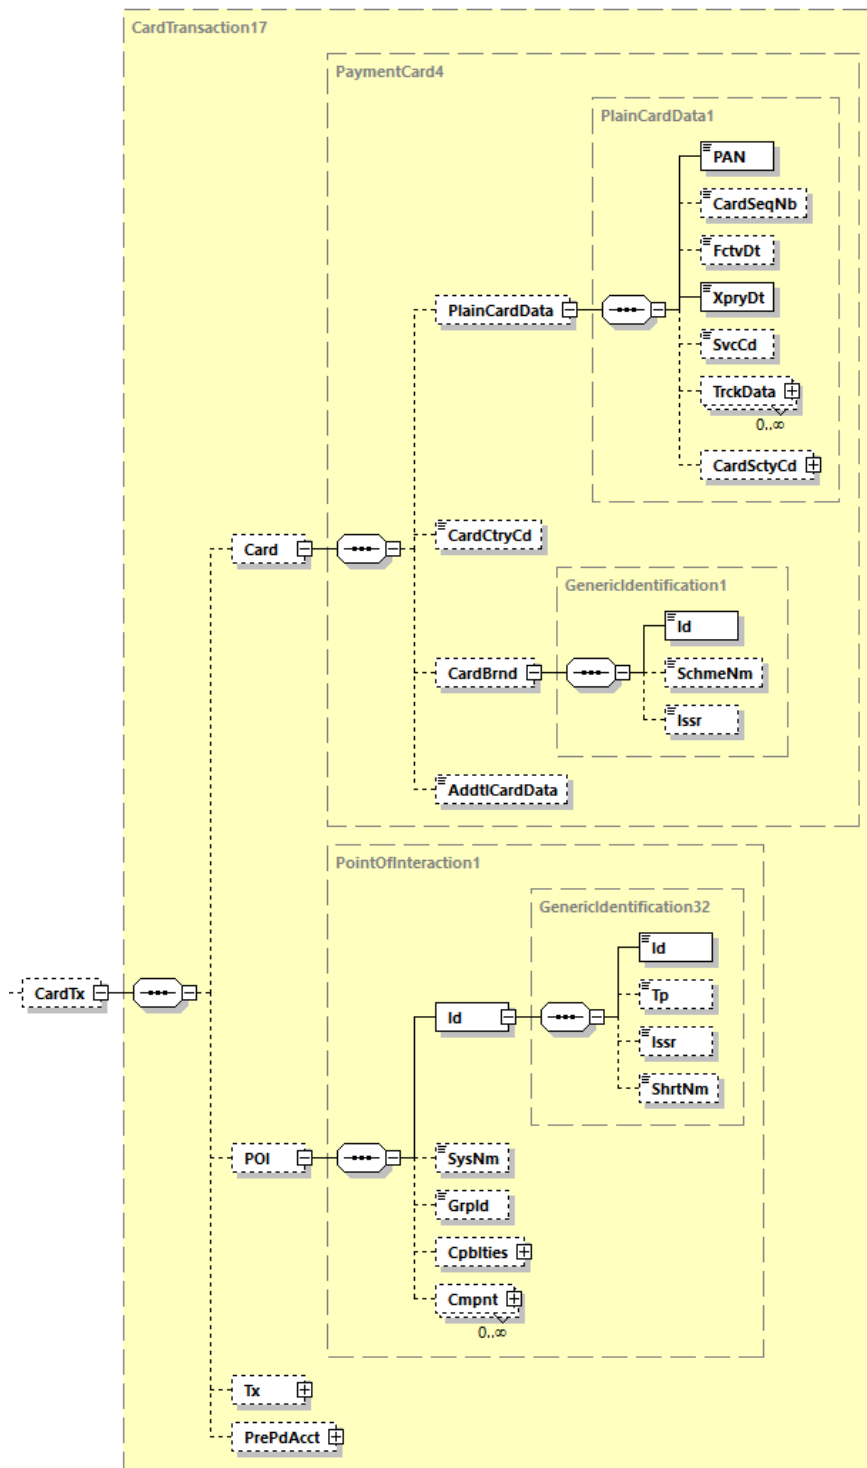 CardTransaction17
PaymentCard4
PlainCardData1
PAN
CardSeqNb
FctvDt
PlainCardData
XpryDt
SvcCd
TrckData
0..∞
CardSctyCd
Card
CardCtryCd
GenericIdentification1
Id
CardBrnd
SchmeNm
Issr
AddtlCardData
PointOfInteraction1
GenericIdentification32
Id
CardTx
Tp
Id
Issr
ShrtNm
POI
SysNm
GrpId
Cpblties
Cmpnt
0..∞
Tx
PrePdAcct